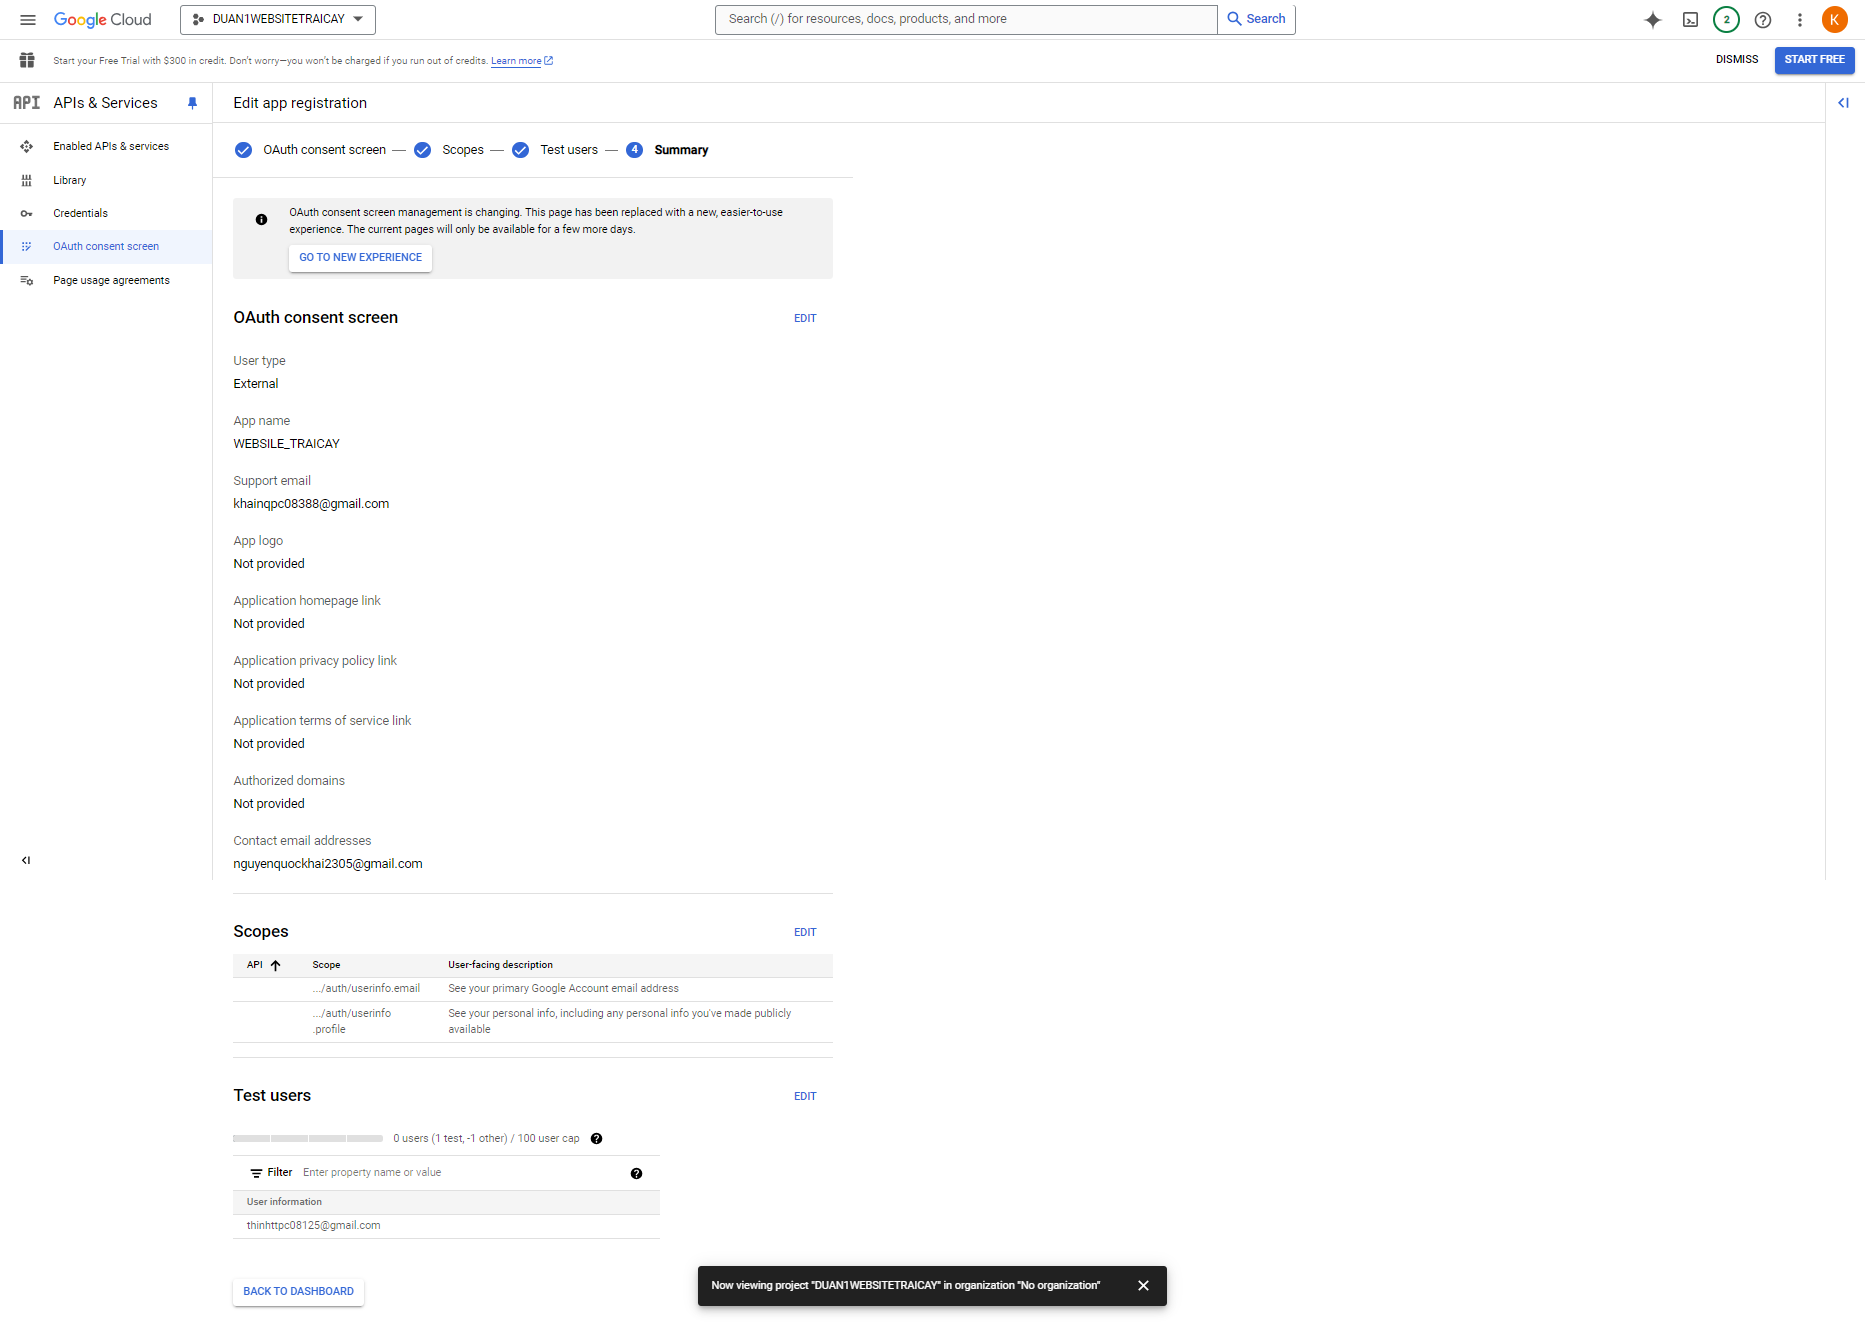 Google Cloud
DUAN1WEBSITETRAICAY
Search (/) for resources, docs, products, and more
Search
2
K
Start your Free Trial with $300 in credit. Don't worry—you won't be charged if you run out of credits. Learn more
DISMISS
START FREE
API APIs & Services
Enabled APIs & services
Library
Credentials
OAuth consent screen
Page usage agreements
Edit app registration
OAuth consent screen — Scopes — Test users — 4 Summary
OAuth consent screen management is changing. This page has been replaced with a new, easier-to-use
experience. The current pages will only be available for a few more days.
GO TO NEW EXPERIENCE
OAuth consent screen
EDIT
User type
External
App name
WEBSILE_TRAICAY
Support email
khainqpc08388@gmail.com
App logo
Not provided
Application homepage link
Not provided
Application privacy policy link
Not provided
Application terms of service link
Not provided
Authorized domains
Not provided
Contact email addresses
nguyenquockhai2305@gmail.com
Scopes
EDIT
API Scope User-facing description
.../auth/userinfo.email See your primary Google Account email address
.../auth/userinfo
.profile
See your personal info, including any personal info you've made publicly
available
Test users
EDIT
0 users (1 test, -1 other) / 100 user cap
Filter Enter property name or value
User information
thinhttpc08125@gmail.com
BACK TO DASHBOARD
Now viewing project "DUAN1WEBSITETRAICAY" in organization "No organization"